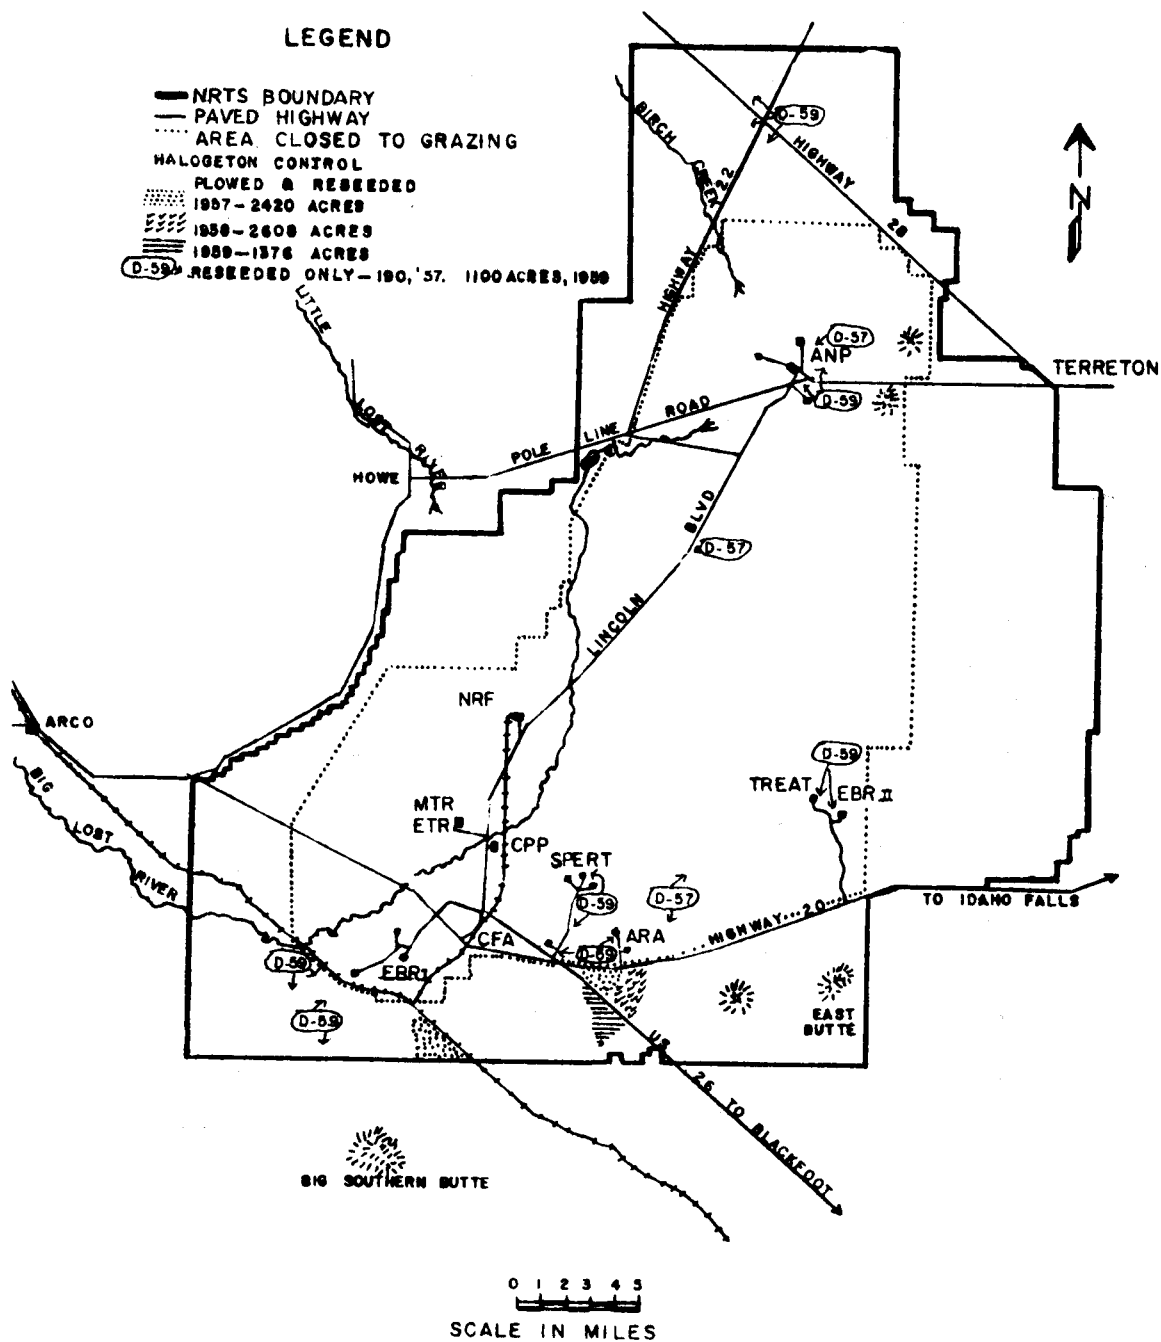 LEGEND
NRTS BOUNDARY
PAVED HIGHWAY
AREA CLOSED TO GRAZING
HALOGETON CONTROL
PLOWED & RESEEDED
1957-2420 ACRES
1958-2608 ACRES
1959-1376 ACRES
D-59 RESEEDED ONLY-190,'57. 1100 ACRES, 1959
D-59
BIRCH CREEK
HIGHWAY 28
HIGHWAY 22
N
LITTLE LOST RIVER
D-57
ANP
TERRETON
D-59
POLE LINE ROAD
HOWE
LINCOLN BLVD
D-57
NRF
ARCO
BIG LOST RIVER
D-59
TREAT
EBR II
MTR
ETR
CPP
SPERT
D-59
D-57
TO IDAHO FALLS
HIGHWAY 20
ARA
CFA
D-59
D-59
EBR I
D-59
EAST
BUTTE
US 26 TO BLACKFOOT
BIG SOUTHERN BUTTE
0 1 2 3 4 5
SCALE IN MILES